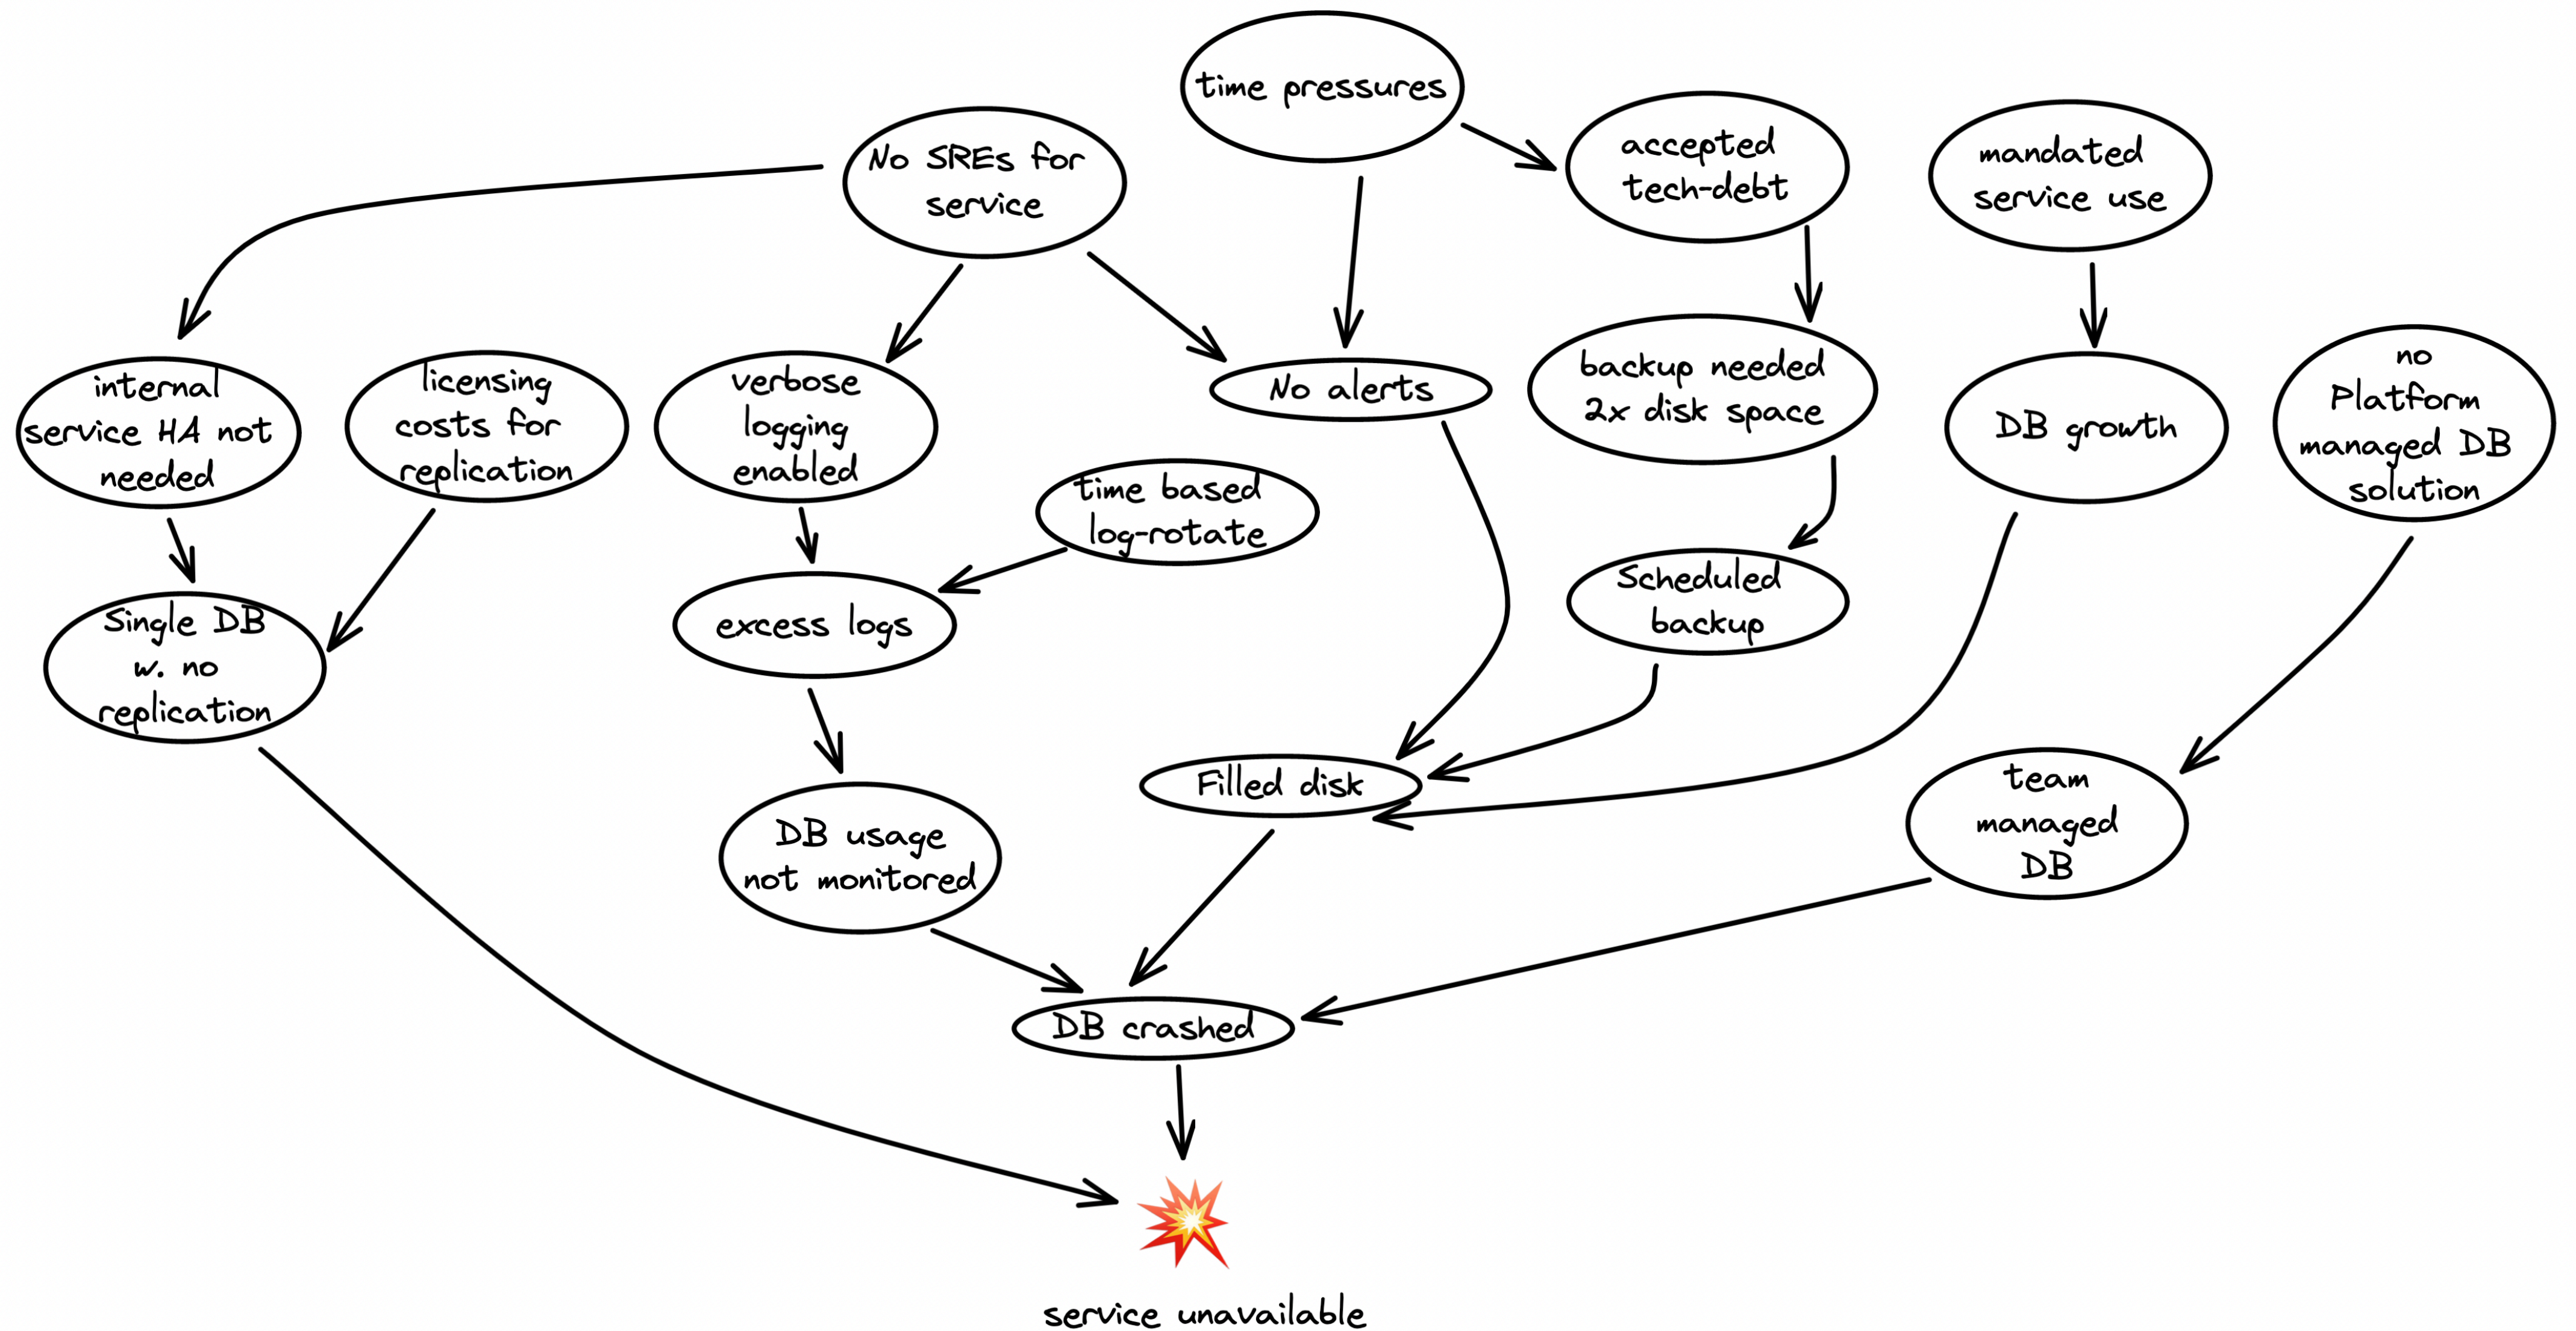 time pressures
No SREs for
service
accepted
tech-debt
mandated
service use
internal
service HA not
needed
licensing
costs for
replication
verbose
logging
enabled
No alerts
backup needed
2x disk space
DB growth
no
Platform
managed DB
solution
time based
log-rotate
Single DB
w. no
replication
excess logs
Scheduled
backup
DB usage
not monitored
Filled disk
team
managed
DB
DB crashed
service unavailable